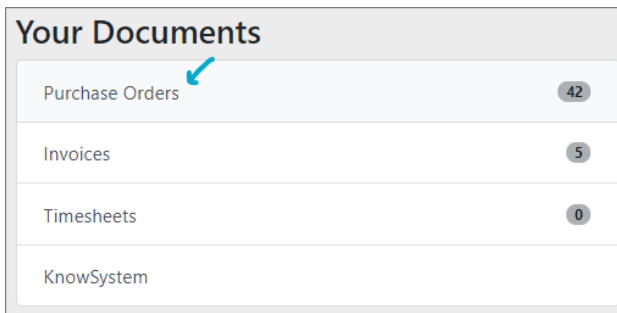 Your Documents
Purchase Orders 42
Invoices 5
Timesheets 0
KnowSystem